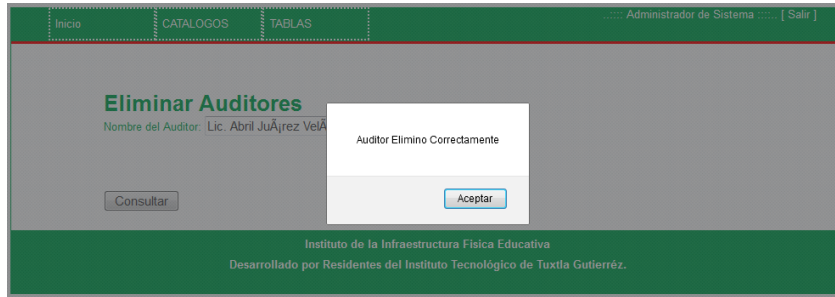 Inicio
CATALOGOS
TABLAS
..:::: Administrador de Sistema ::::... [ Salir ]
Eliminar Auditores
Nombre del Auditor: Lic. Abril JuÃ¡rez VelÃ
Auditor Elimino Correctamente
Aceptar
Consultar
Instituto de la Infraestructura Fisica Educativa
Desarrollado por Residentes del Instituto Tecnológico de Tuxtla Gutierréz.